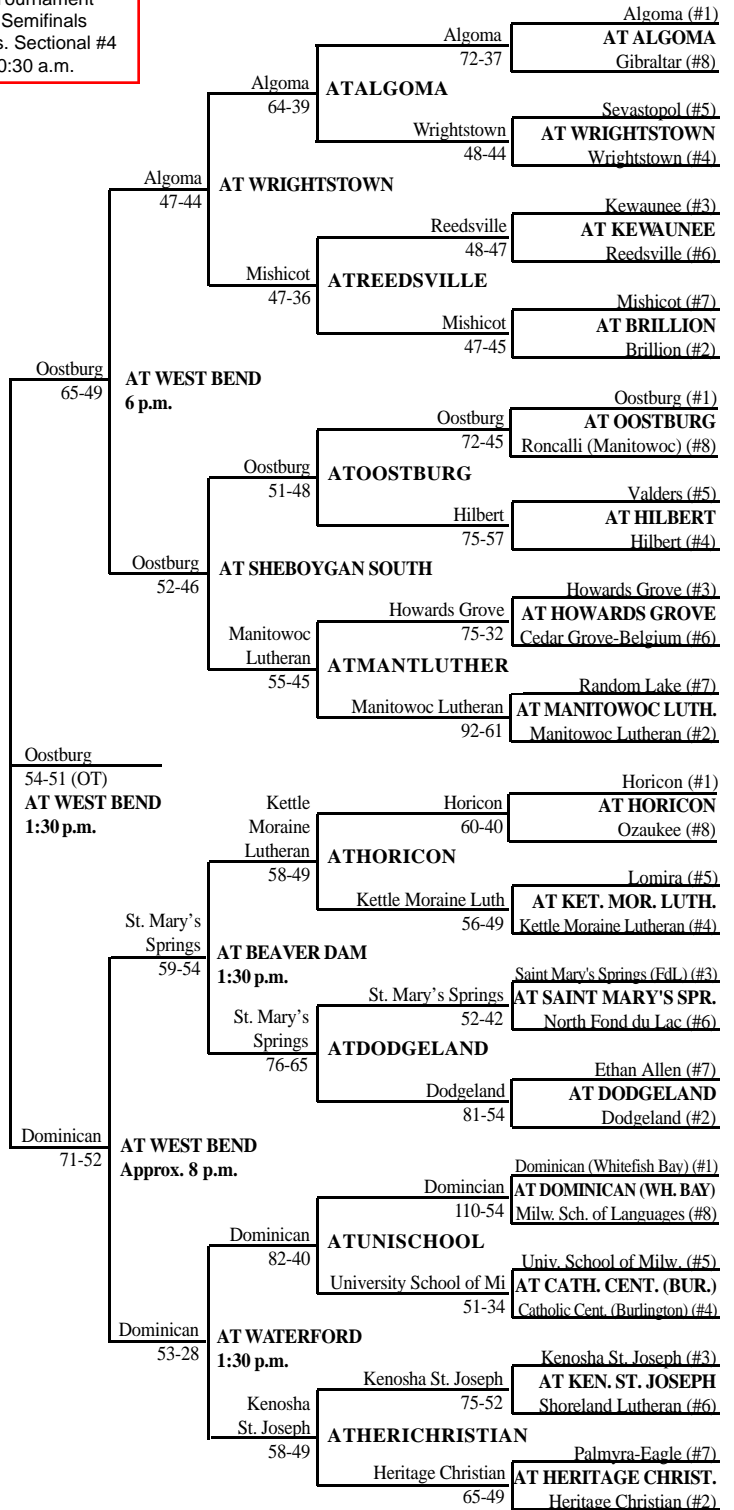 Tournament
Semifinals
s. Sectional #4
0:30 a.m.
Algoma (#1)
AT ALGOMA
Gibraltar (#8)
Algoma
72-37
Sevastopol (#5)
AT WRIGHTSTOWN
Wrightstown (#4)
Wrightstown
48-44
Algoma
64-39
ATALGOMA
Kewaunee (#3)
AT KEWAUNEE
Reedsville (#6)
Reedsville
48-47
Mishicot (#7)
AT BRILLION
Brillion (#2)
Mishicot
47-45
Mishicot
47-36
ATREEDSVILLE
Algoma
47-44
AT WRIGHTSTOWN
Oostburg
65-49
AT WEST BEND
6 p.m.
Oostburg (#1)
AT OOSTBURG
Roncalli (Manitowoc) (#8)
Oostburg
72-45
Valders (#5)
AT HILBERT
Hilbert (#4)
Hilbert
75-57
Oostburg
51-48
ATOOSTBURG
Oostburg
52-46
AT SHEBOYGAN SOUTH
Howards Grove (#3)
AT HOWARDS GROVE
Cedar Grove-Belgium (#6)
Howards Grove
75-32
Random Lake (#7)
AT MANITOWOC LUTH.
Manitowoc Lutheran (#2)
Manitowoc Lutheran
92-61
Manitowoc
Lutheran
55-45
ATMANTLUTHER
Oostburg
54-51 (OT)
AT WEST BEND
1:30 p.m.
Horicon (#1)
AT HORICON
Ozaukee (#8)
Horicon
60-40
Lomira (#5)
AT KET. MOR. LUTH.
Kettle Moraine Lutheran (#4)
Kettle Moraine Luth
56-49
Kettle
Moraine
Lutheran
58-49
ATHORICON
St. Mary's
Springs
59-54
AT BEAVER DAM
1:30 p.m.
Saint Mary's Springs (FdL) (#3)
AT SAINT MARY'S SPR.
North Fond du Lac (#6)
St. Mary's Springs
52-42
Ethan Allen (#7)
AT DODGELAND
Dodgeland (#2)
Dodgeland
81-54
St. Mary's
Springs
76-65
ATDODGELAND
Dominican
71-52
AT WEST BEND
Approx. 8 p.m.
Dominican (Whitefish Bay) (#1)
AT DOMINICAN (WH. BAY)
Milw. Sch. of Languages (#8)
Domincian
110-54
Univ. School of Milw. (#5)
AT CATH. CENT. (BUR.)
Catholic Cent. (Burlington) (#4)
University School of Mi
51-34
Dominican
82-40
ATUNISCHOOL
Dominican
53-28
AT WATERFORD
1:30 p.m.
Kenosha St. Joseph (#3)
AT KEN. ST. JOSEPH
Shoreland Lutheran (#6)
Kenosha St. Joseph
75-52
Palmyra-Eagle (#7)
AT HERITAGE CHRIST.
Heritage Christian (#2)
Heritage Christian
65-49
Kenosha
St. Joseph
58-49
ATHERICHRISTIAN